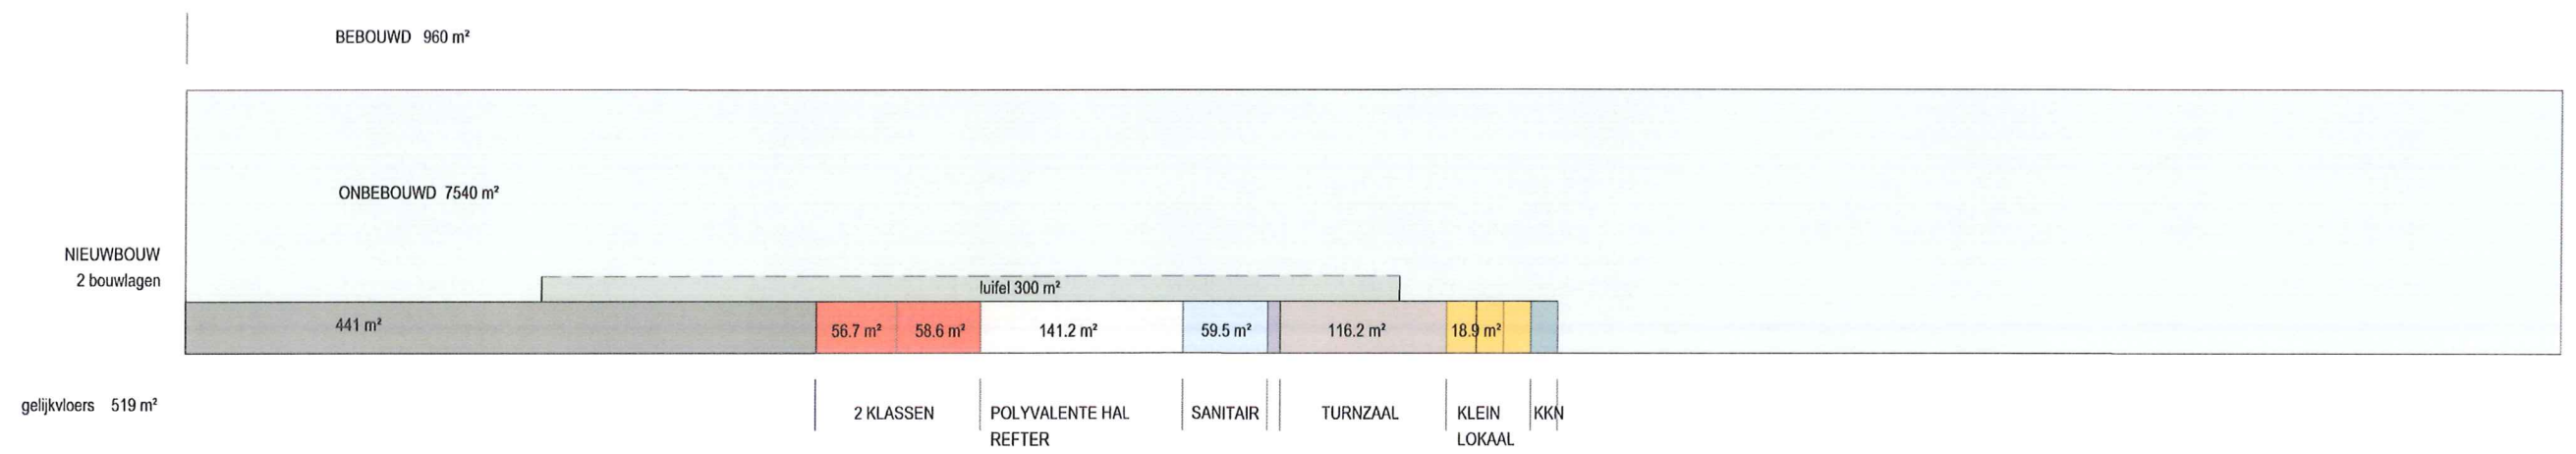 BEBOUWD 960 m²
ONBEBOUWD 7540 m²
NIEUWBOUW
2 bouwlagen
luifel 300 m²
441 m²
56.7 m²
58.6 m²
141.2 m²
59.5 m²
116.2 m²
18.9 m²
gelijkvloers 519 m²
2 KLASSEN
POLYVALENTE HAL
REFTER
SANITAIR
TURNZAAL
KLEIN
LOKAAL
KKN